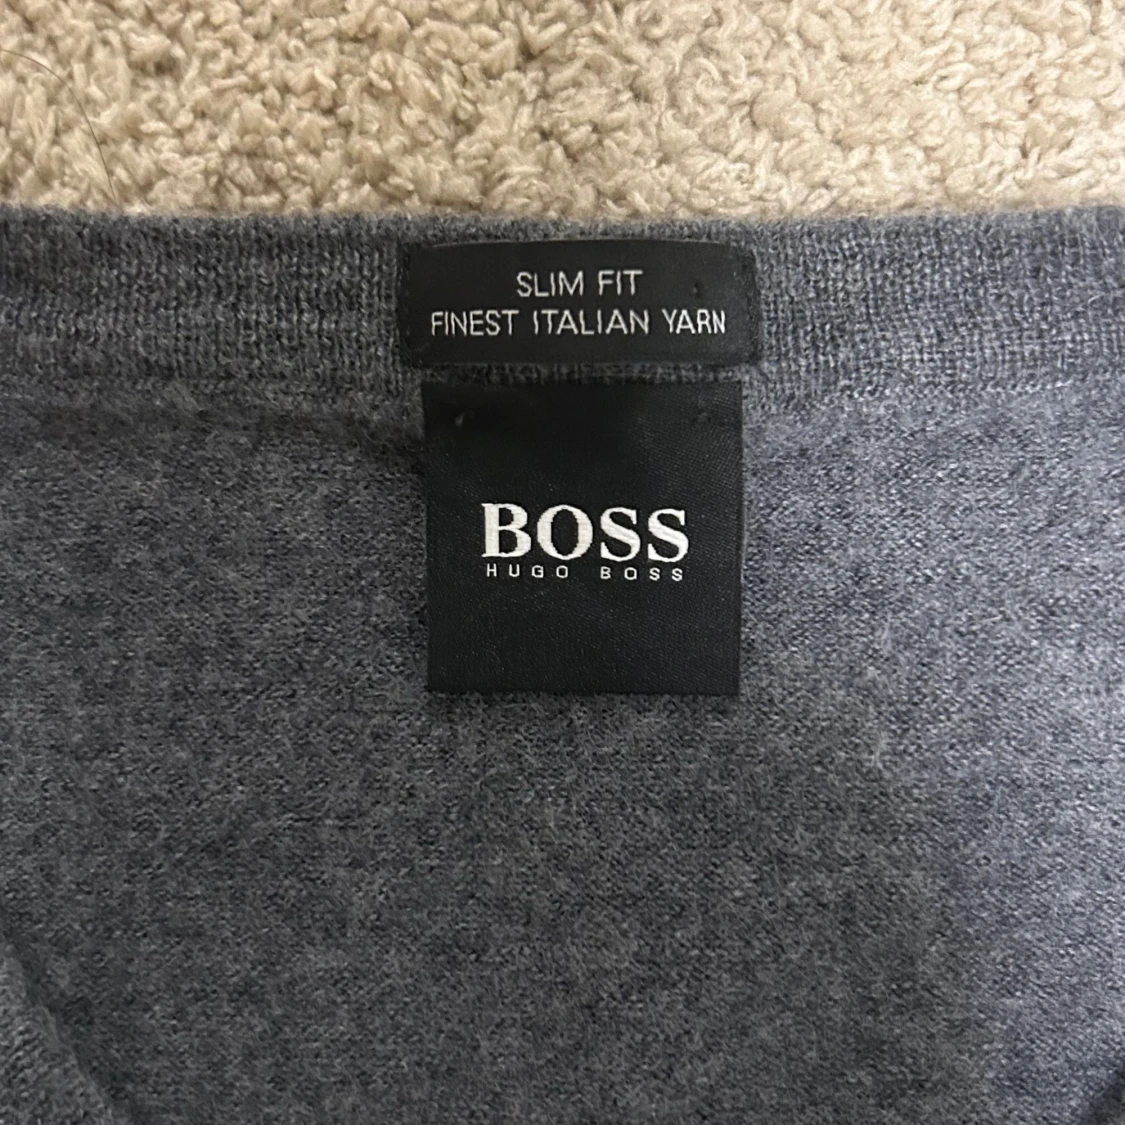 SLIM FIT
FINEST ITALIAN YARN
BOSS
HUGO BOSS